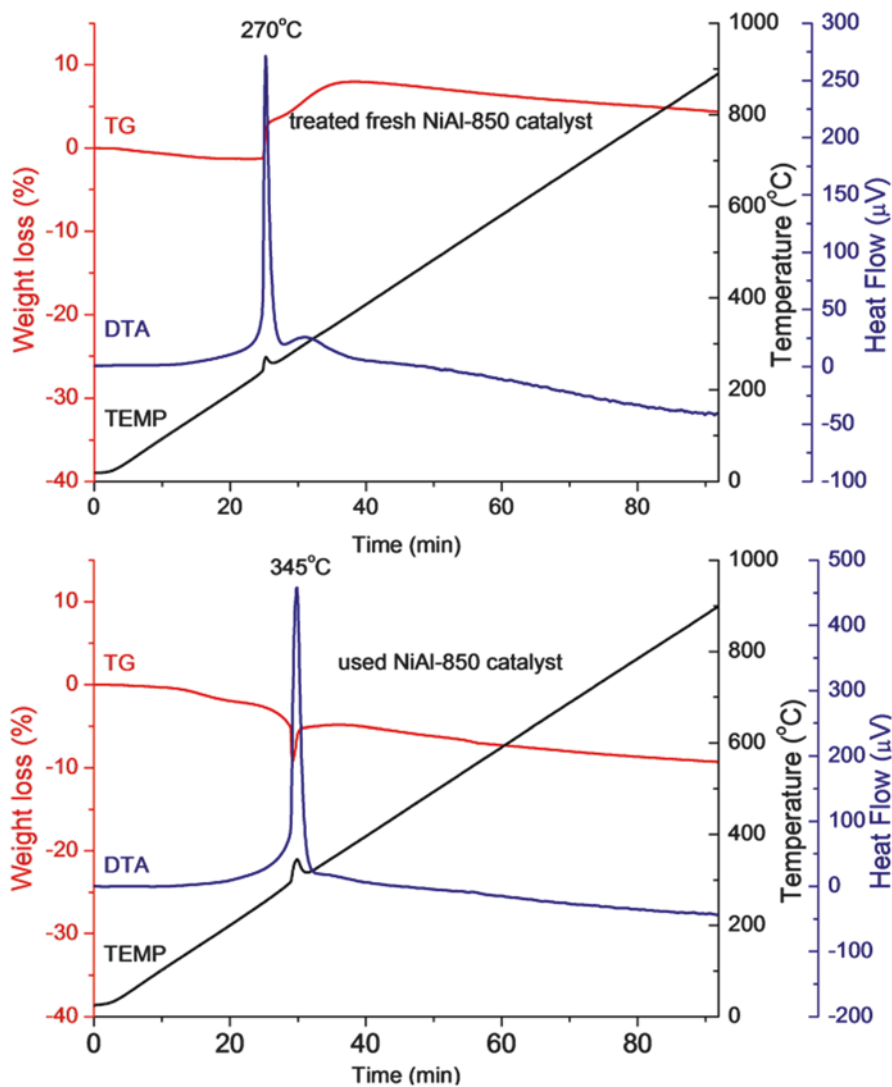 270°C
TG
treated fresh NiAl-850 catalyst
DTA
TEMP
10
0
-10
-20
-30
-40
Weight loss (%)
0
20
40
60
80
Time (min)
1000
800
600
400
200
0
Temperature (°C)
300
250
200
150
100
50
0
-50
-100
Heat Flow (μV)
345°C
TG
used NiAl-850 catalyst
DTA
TEMP
10
0
-10
-20
-30
-40
Weight loss (%)
0
20
40
60
80
Time (min)
1000
800
600
400
200
0
Temperature (°C)
500
400
300
200
100
0
-100
-200
Heat Flow (μV)